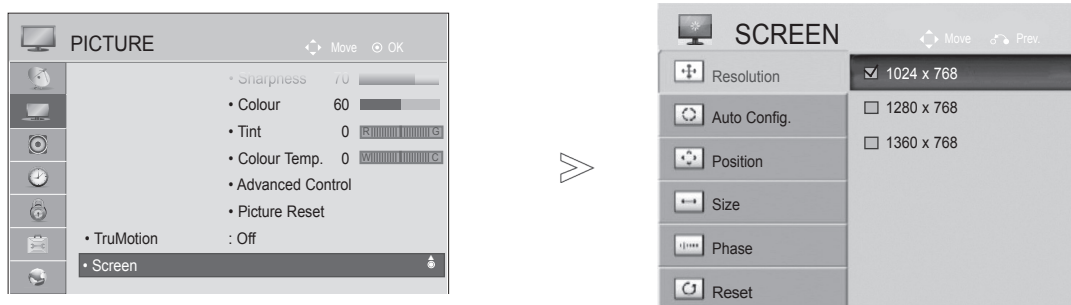 PICTURE
Move OK
• Sharpness 70
• Colour 60
• Tint 0 R G
• Colour Temp. 0 W C
• Advanced Control
• Picture Reset
• TruMotion : Off
• Screen
SCREEN
Move Prev.
Resolution
Auto Config.
Position
Size
Phase
Reset
1024 x 768
1280 x 768
1360 x 768